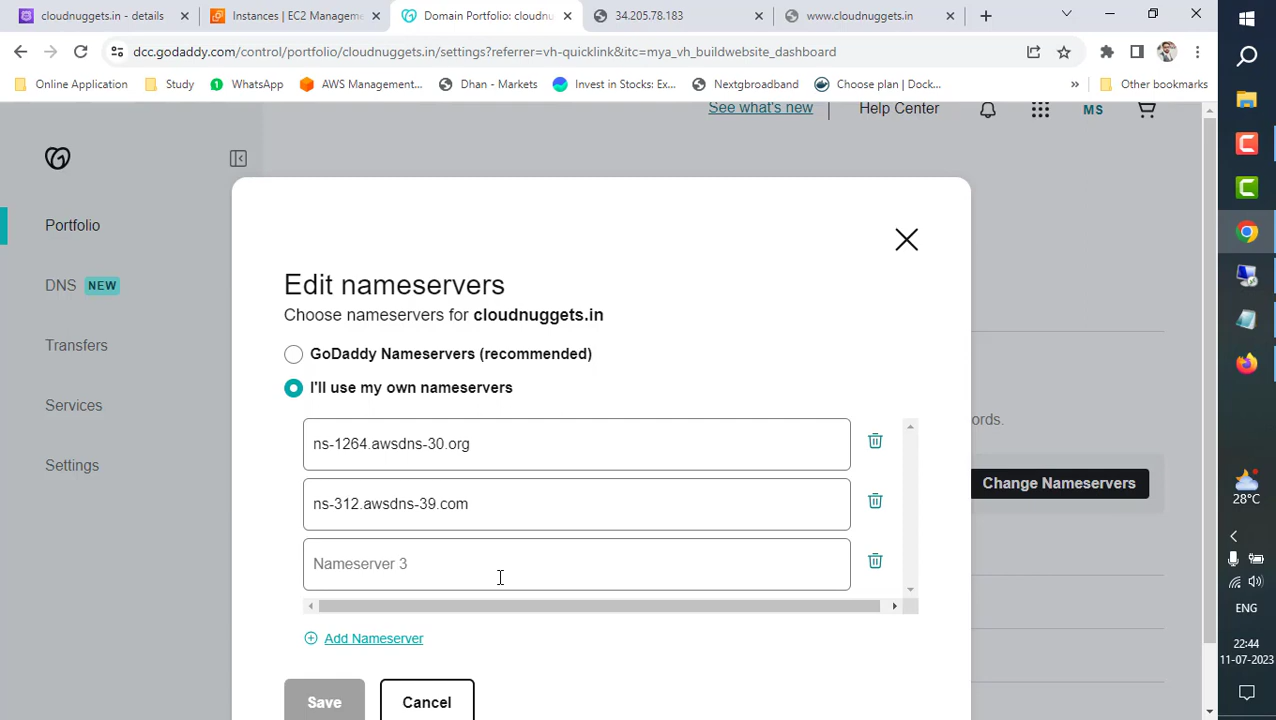 cloudnuggets.in - details
Instances | EC2 Manageme
Domain Portfolio: cloudnu
34.205.78.183
www.cloudnuggets.in
dcc.godaddy.com/control/portfolio/cloudnuggets.in/settings?referrer=vh-quicklink&itc=mya_vh_buildwebsite_dashboard
Online Application
Study
WhatsApp
AWS Management...
Dhan - Markets
Invest in Stocks: Ex...
Nextgbroadband
Choose plan | Dock...
»
Other bookmarks
See what's new
Help Center
MS
Portfolio
DNS NEW
Transfers
Services
Settings
Edit nameservers
Choose nameservers for cloudnuggets.in
GoDaddy Nameservers (recommended)
I'll use my own nameservers
ns-1264.awsdns-30.org
ns-312.awsdns-39.com
Nameserver 3
Add Nameserver
Save
Cancel
ords.
Change Nameservers
28°C
ENG
22:44
11-07-2023